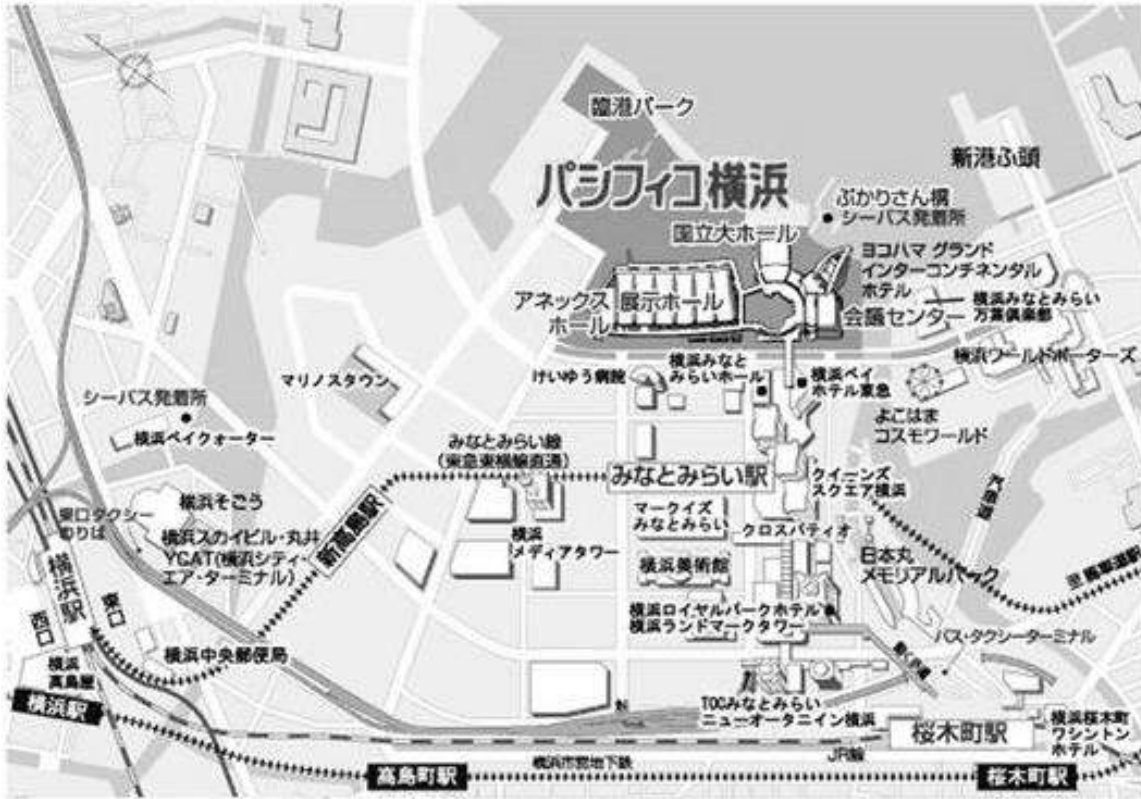 臨港パーク
パシフィコ横浜
新港ふ頭
ぷかりさん橋
シーバス発着所
国立大ホール
ヨコハマ グランド
インターコンチネンタル
ホテル
アネックス
ホール
展示ホール
会議センター
横浜みなとみらい
万葉倶楽部
横浜ワールドポーターズ
けいゆう病院
横浜みなと
みらいホール
横浜ベイ
ホテル東急
よこはま
コスモワールド
マリノスタウン
シーバス発着所
横浜ベイクォーター
みなとみらい線
(東急東横線直通)
みなとみらい駅
クイーンズ
スクエア横浜
汽車道
横浜そごう
東口タクシー
のりば
横浜スカイビル・丸井
YCAT(横浜シティ・
エア・ターミナル)
新高島駅
横浜
メディアタワー
マークイズ
みなとみらい
クロスパティオ
横浜美術館
日本丸
メモリアルパーク
至 馬車道駅
横浜駅
東口
西口
横浜ロイヤルパークホテル
横浜ランドマークタワー
バス・タクシーターミナル
動く歩道
横浜中央郵便局
横浜
高島屋
横浜駅
TOCみなとみらい
ニューオータニイン横浜
桜木町駅
横浜桜木町
ワシントン
ホテル
JR線
横浜市営地下鉄
高島町駅
桜木町駅